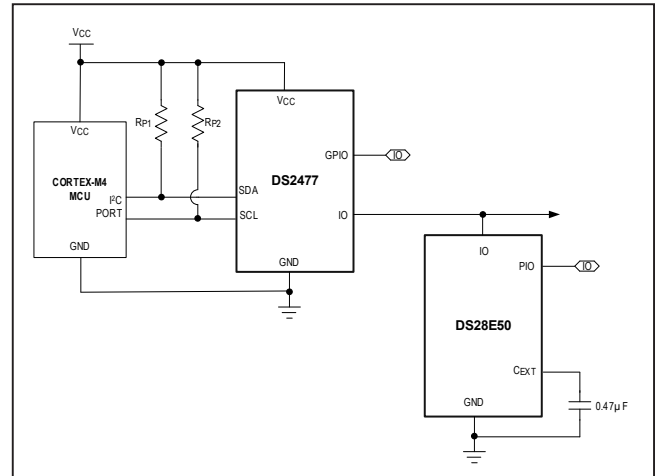 VCC
VCC
RP1
RP2
VCC
CORTEX-M4
MCU
I²C
PORT
GND
DS2477
SDA
SCL
GPIO
IO
IO
GND
IO
PIO
IO
DS28E50
CEXT
GND
0.47µF